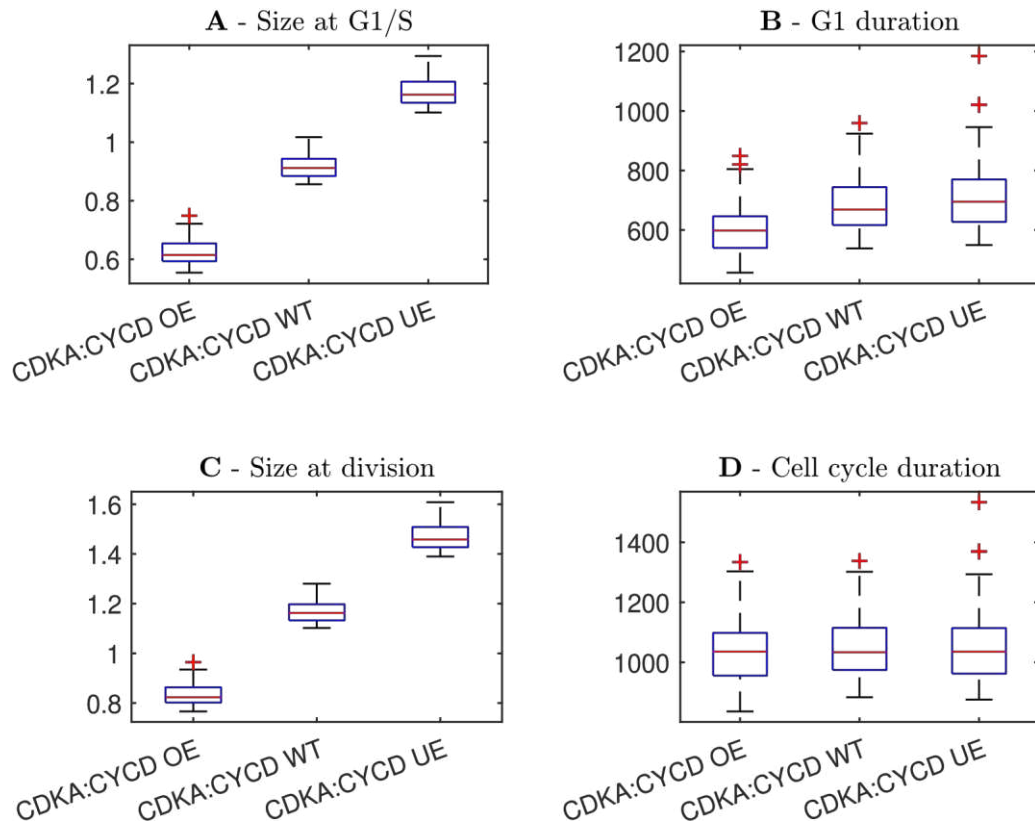 A - Size at G1/S
1.2
1
0.8
0.6
CDKA:CYCD OE
CDKA:CYCD WT
CDKA:CYCD UE
B - G1 duration
1200
1000
800
600
CDKA:CYCD OE
CDKA:CYCD WT
CDKA:CYCD UE
C - Size at division
1.6
1.4
1.2
1
0.8
CDKA:CYCD OE
CDKA:CYCD WT
CDKA:CYCD UE
D - Cell cycle duration
1400
1200
1000
CDKA:CYCD OE
CDKA:CYCD WT
CDKA:CYCD UE